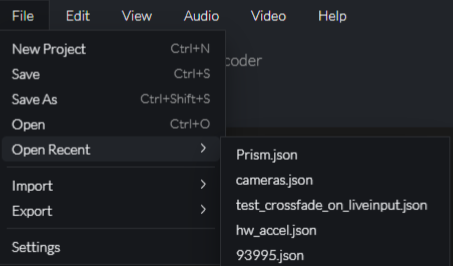 File Edit View Audio Video Help
New Project Ctrl+N
coder
Save Ctrl+S
Save As Ctrl+Shift+S
Open Ctrl+O
Open Recent
Prism.json
cameras.json
test_crossfade_on_liveinput.json
hw_accel.json
93995.json
Import
Export
Settings